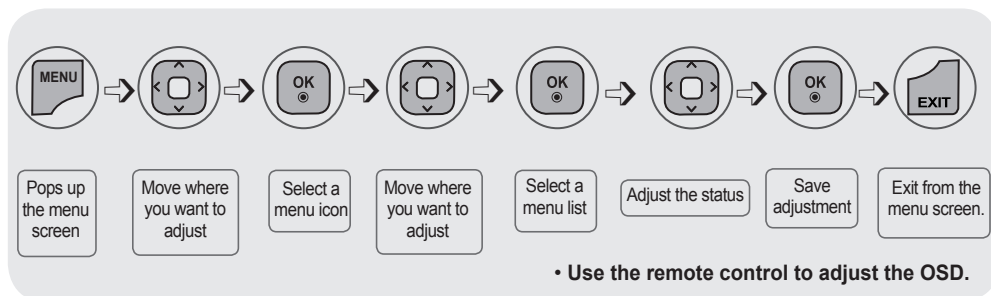 MENU
OK
OK
OK
EXIT
Pops up
the menu
screen
Move where
you want to
adjust
Select a
menu icon
Move where
you want to
adjust
Select a
menu list
Adjust the status
Save
adjustment
Exit from the
menu screen.
• Use the remote control to adjust the OSD.